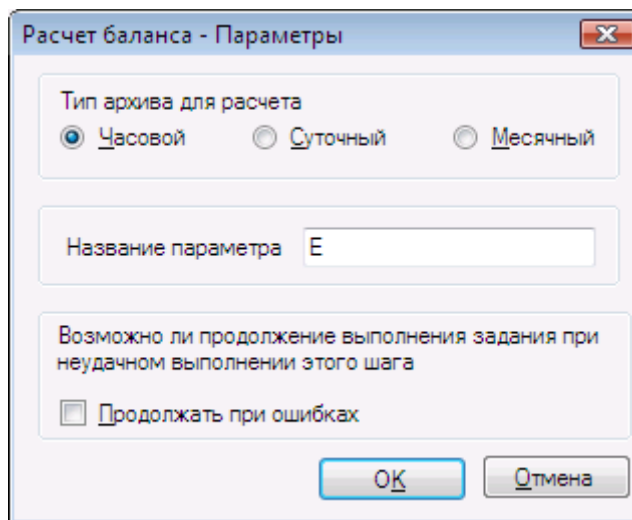 Расчет баланса - Параметры
Тип архива для расчета
Часовой Суточный Месячный
Название параметра E
Возможно ли продолжение выполнения задания при
неудачном выполнении этого шага
Продолжать при ошибках
OK Отмена